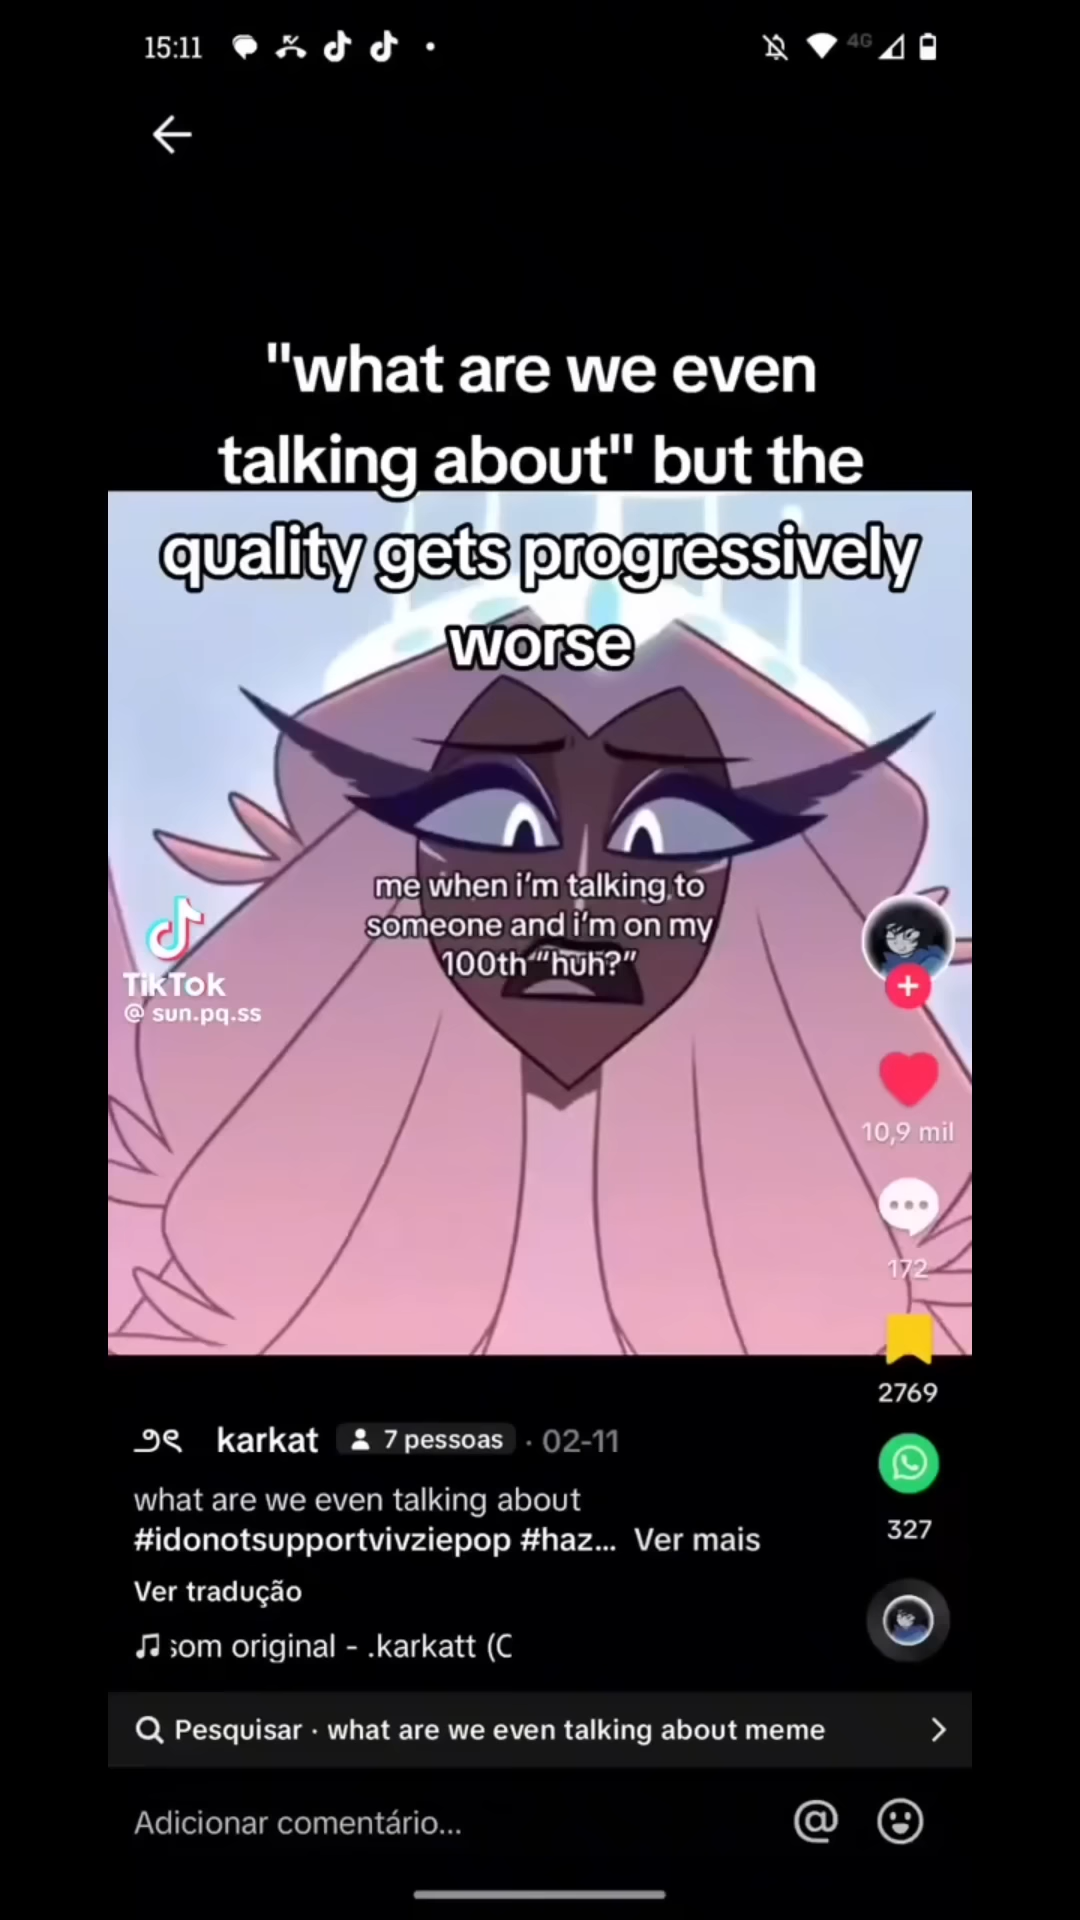 15:11
4G
"what are we even
talking about" but the
quality gets progressively
worse
me when i'm talking to
someone and i'm on my
100th "huh?"
TikTok
@ sun.pq.ss
10,9 mil
172
2769
327
karkat 7 pessoas · 02-11
what are we even talking about
#idonotsupportvivziepop #haz... Ver mais
Ver tradução
som original - .karkatt (C
Pesquisar · what are we even talking about meme
Adicionar comentário...